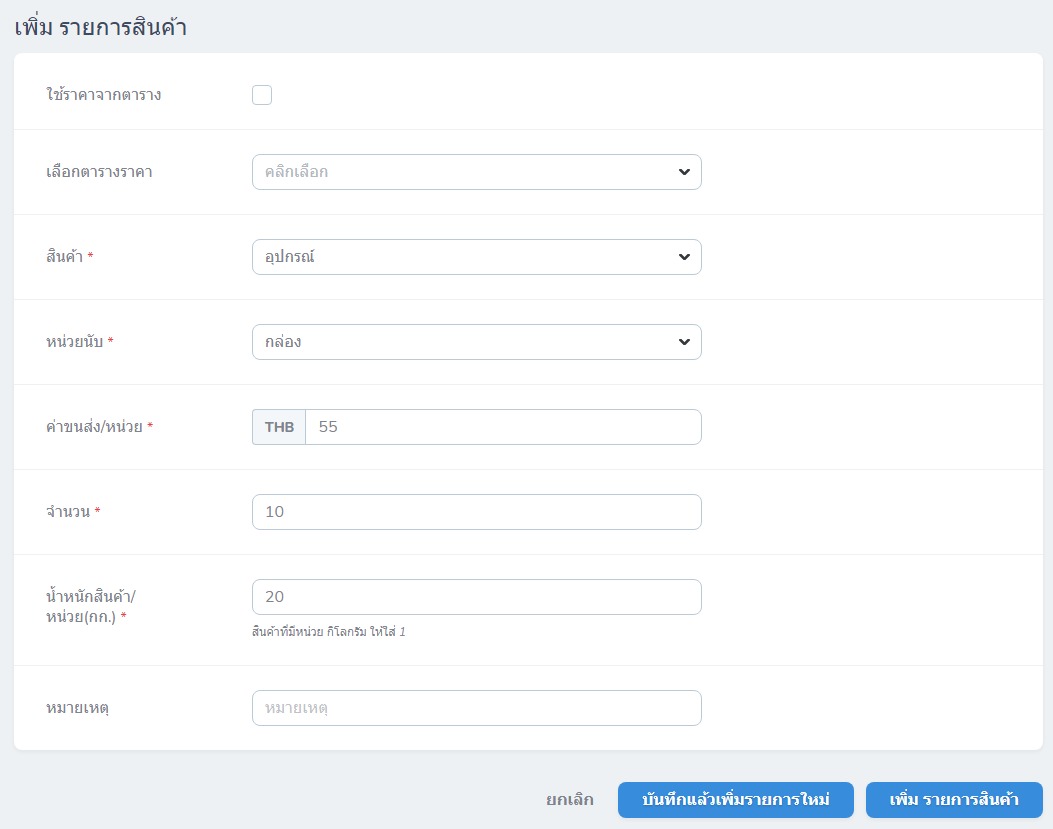 เพิ่ม รายการสินค้า
ใช้ราคาจากตาราง
เลือกตารางราคา
คลิกเลือก
สินค้า *
อุปกรณ์
หน่วยนับ *
กล่อง
ค่าขนส่ง/หน่วย *
THB 55
จำนวน *
10
น้ำหนักสินค้า/
หน่วย(กก.) *
20
สินค้าที่มีหน่วย กิโลกรัม ให้ใส่ 1
หมายเหตุ
หมายเหตุ
ยกเลิก
บันทึกแล้วเพิ่มรายการใหม่
เพิ่ม รายการสินค้า